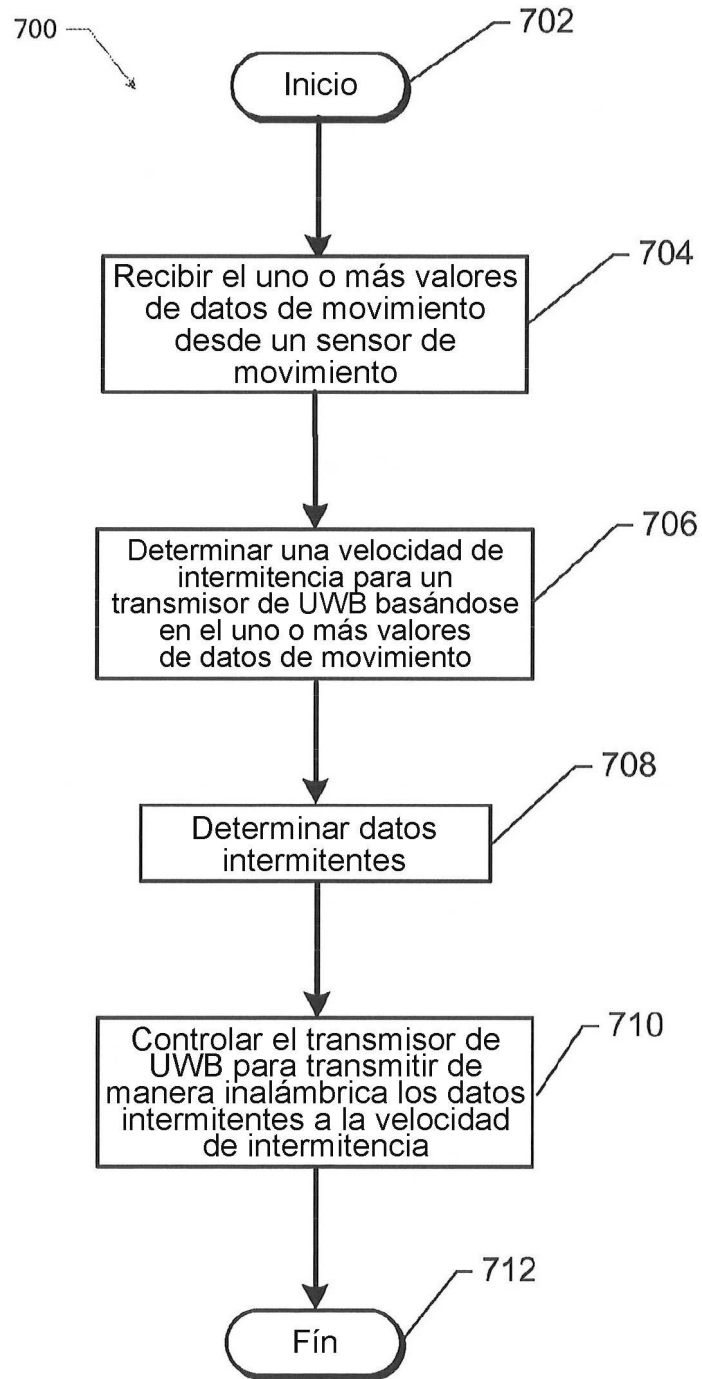 700
702
Inicio
704
Recibir el uno o más valores
de datos de movimiento
desde un sensor de
movimiento
706
Determinar una velocidad de
intermitencia para un
transmisor de UWB basándose
en el uno o más valores
de datos de movimiento
708
Determinar datos
intermitentes
710
Controlar el transmisor de
UWB para transmitir de
manera inalámbrica los datos
intermitentes a la velocidad
de intermitencia
712
Fín